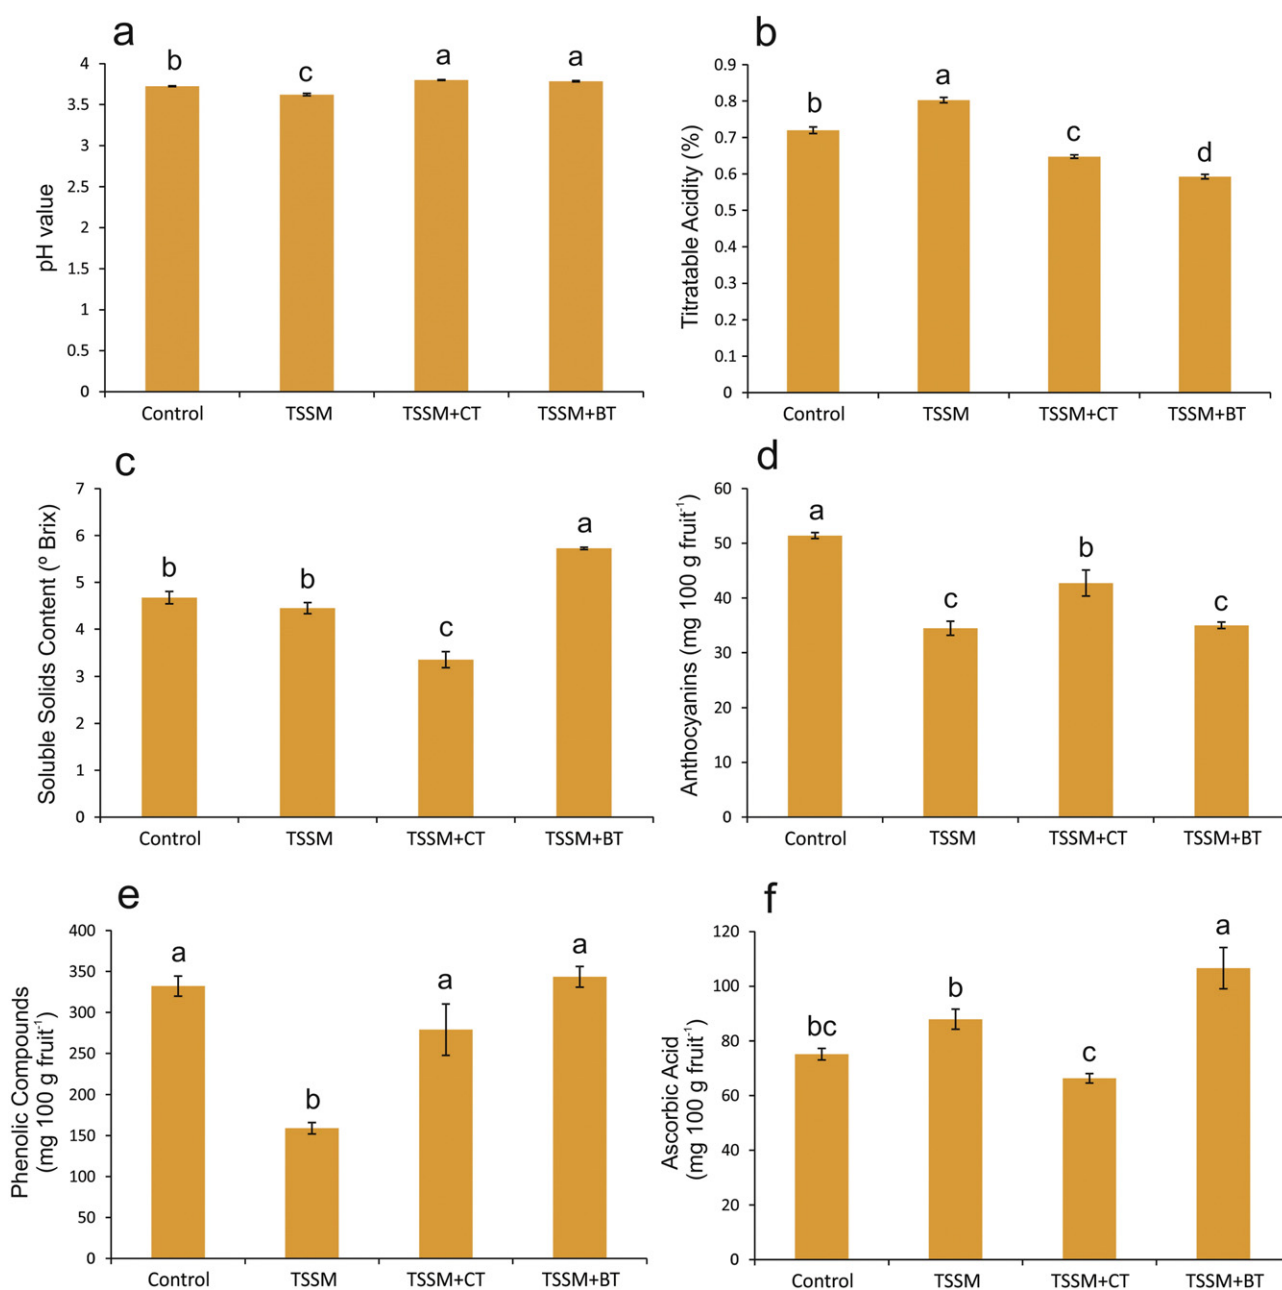 a
pH value
4
3.5
3
2.5
2
1.5
1
0.5
0
b
c
a
a
Control
TSSM
TSSM+CT
TSSM+BT
b
Titratable Acidity (%)
0.9
0.8
0.7
0.6
0.5
0.4
0.3
0.2
0.1
0
b
a
c
d
Control
TSSM
TSSM+CT
TSSM+BT
c
Soluble Solids Content (º Brix)
7
6
5
4
3
2
1
0
b
b
c
a
Control
TSSM
TSSM+CT
TSSM+BT
d
Anthocyanins (mg 100 g fruit⁻¹)
60
50
40
30
20
10
0
a
c
b
c
Control
TSSM
TSSM+CT
TSSM+BT
e
Phenolic Compounds
(mg 100 g fruit⁻¹)
400
350
300
250
200
150
100
50
0
a
b
a
a
Control
TSSM
TSSM+CT
TSSM+BT
f
Ascorbic Acid
(mg 100 g fruit⁻¹)
120
100
80
60
40
20
0
bc
b
c
a
Control
TSSM
TSSM+CT
TSSM+BT